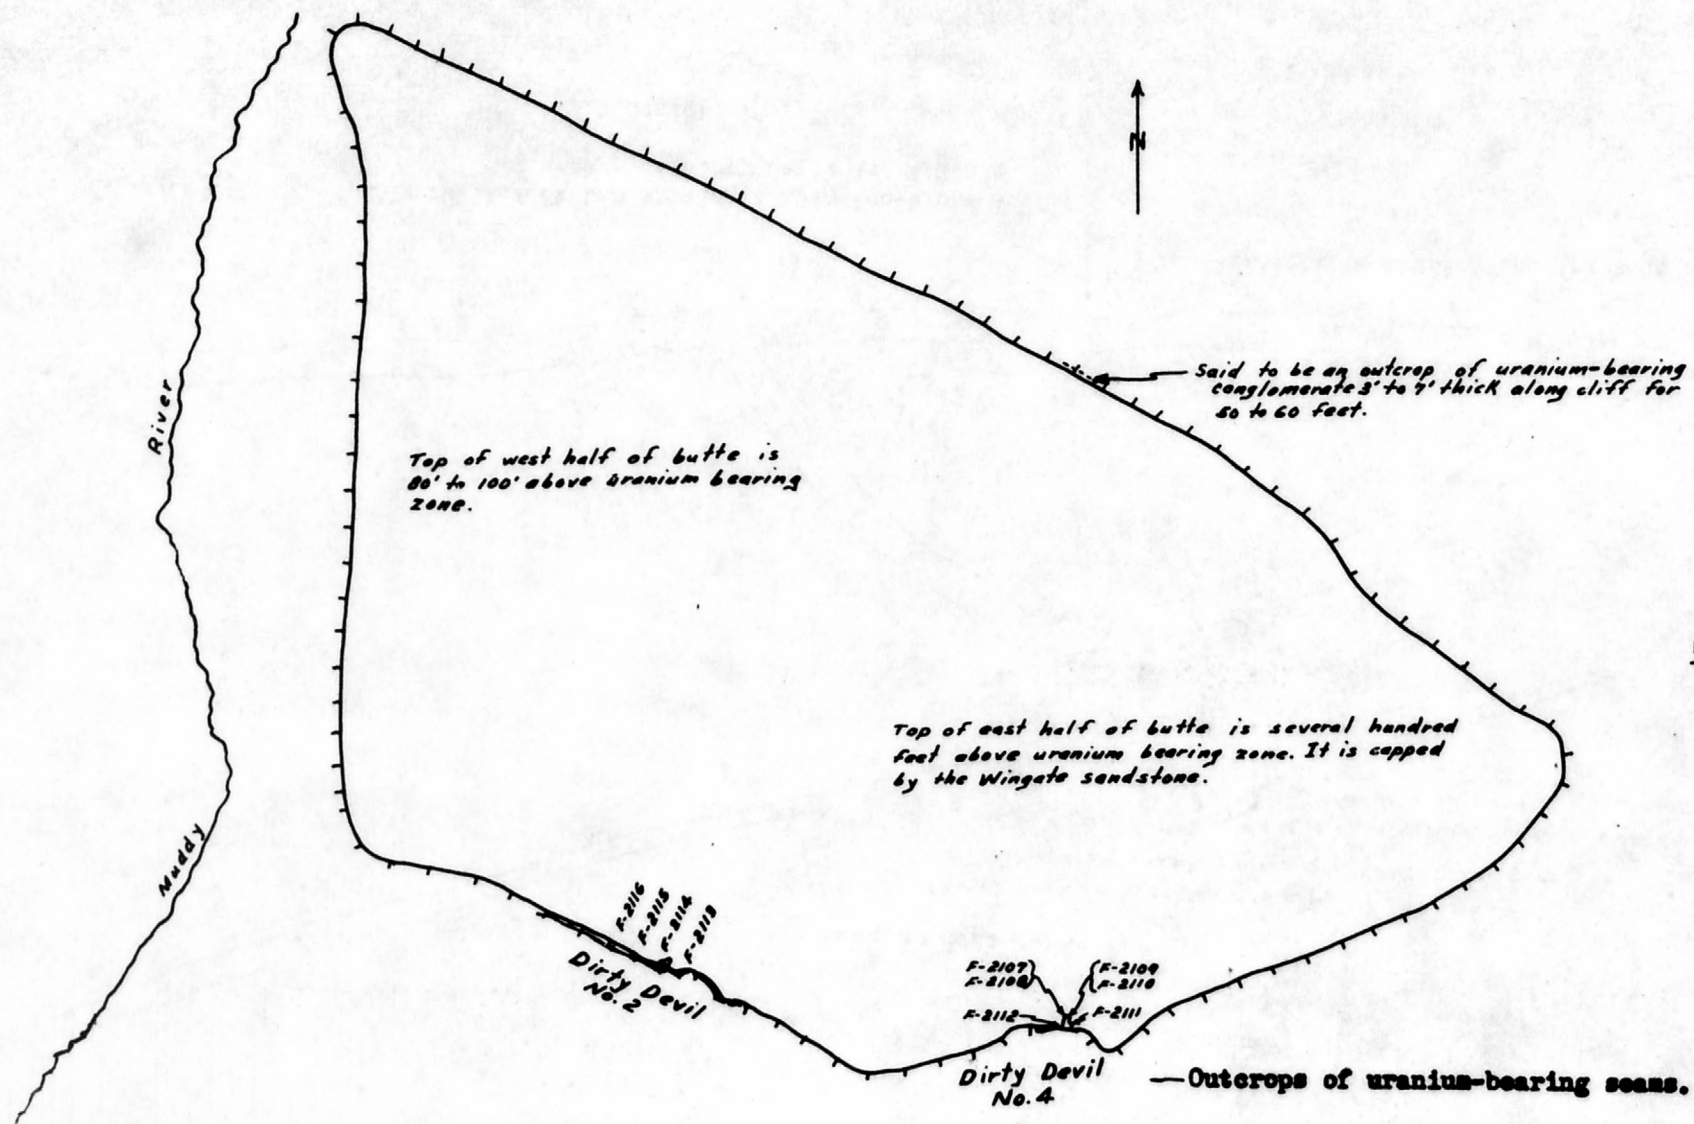 N
Said to be an outcrop of uranium-bearing
conglomerate 3' to 7' thick along cliff for
50 to 60 feet.
River
Top of west half of butte is
80' to 100' above uranium bearing
zone.
Top of east half of butte is several hundred
feet above uranium bearing zone. It is capped
by the Wingate sandstone.
Muddy
F-2116
F-2115
F-2114
F-2113
Dirty Devil
No. 2
F-2107
F-2108
F-2109
F-2110
F-2112
F-2111
Dirty Devil
No. 4
—Outcrops of uranium-bearing seams.